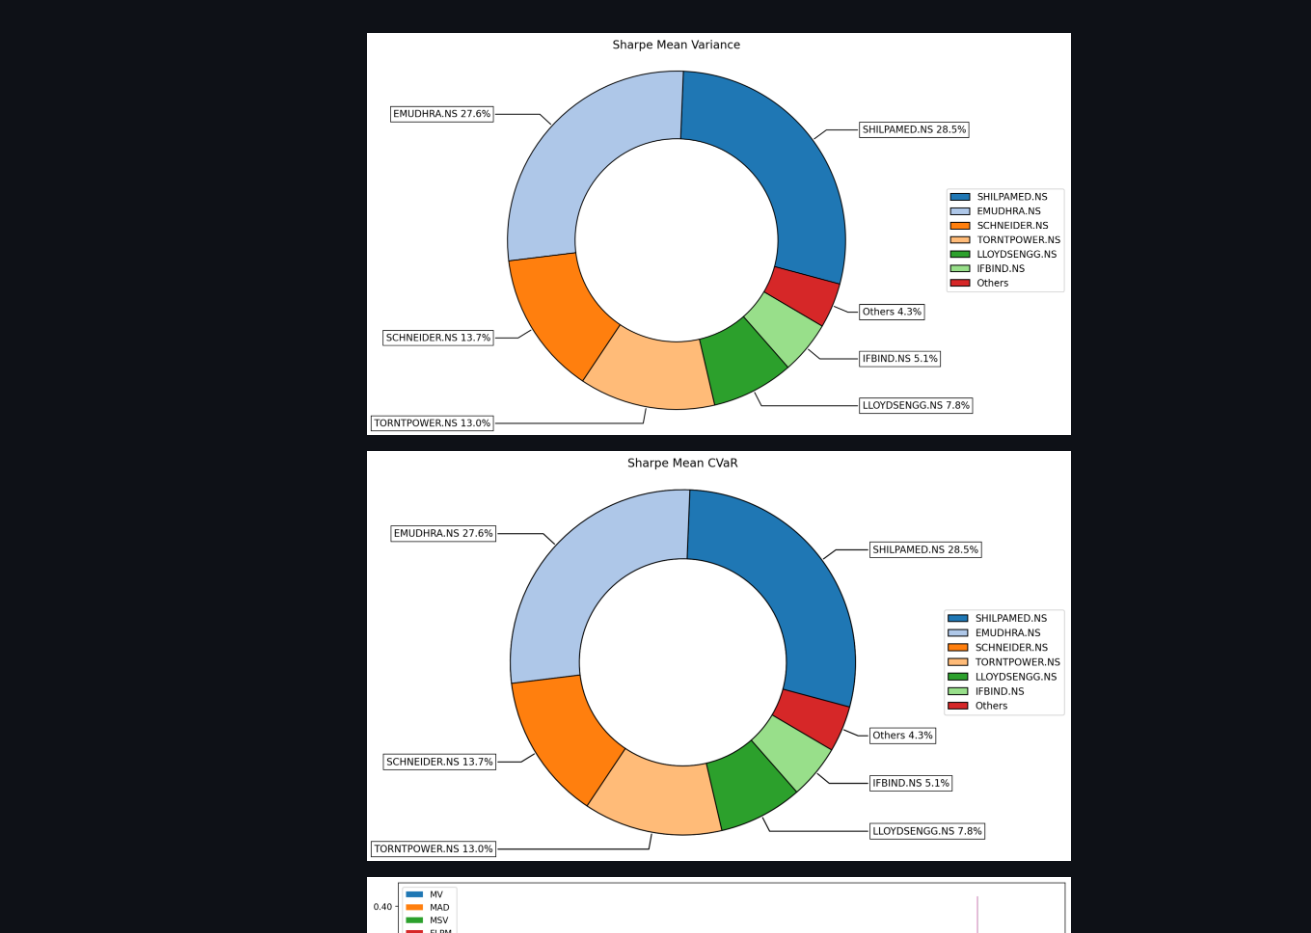 Sharpe Mean Variance
EMUDHRA.NS 27.6%
SHILPAMED.NS 28.5%
SHILPAMED.NS
EMUDHRA.NS
SCHNEIDER.NS
TORNTPOWER.NS
LLOYDSENGG.NS
IFBIND.NS
Others
Others 4.3%
SCHNEIDER.NS 13.7%
IFBIND.NS 5.1%
LLOYDSENGG.NS 7.8%
TORNTPOWER.NS 13.0%
Sharpe Mean CVaR
EMUDHRA.NS 27.6%
SHILPAMED.NS 28.5%
SHILPAMED.NS
EMUDHRA.NS
SCHNEIDER.NS
TORNTPOWER.NS
LLOYDSENGG.NS
IFBIND.NS
Others
Others 4.3%
SCHNEIDER.NS 13.7%
IFBIND.NS 5.1%
LLOYDSENGG.NS 7.8%
TORNTPOWER.NS 13.0%
MV
0.40
MAD
MSV